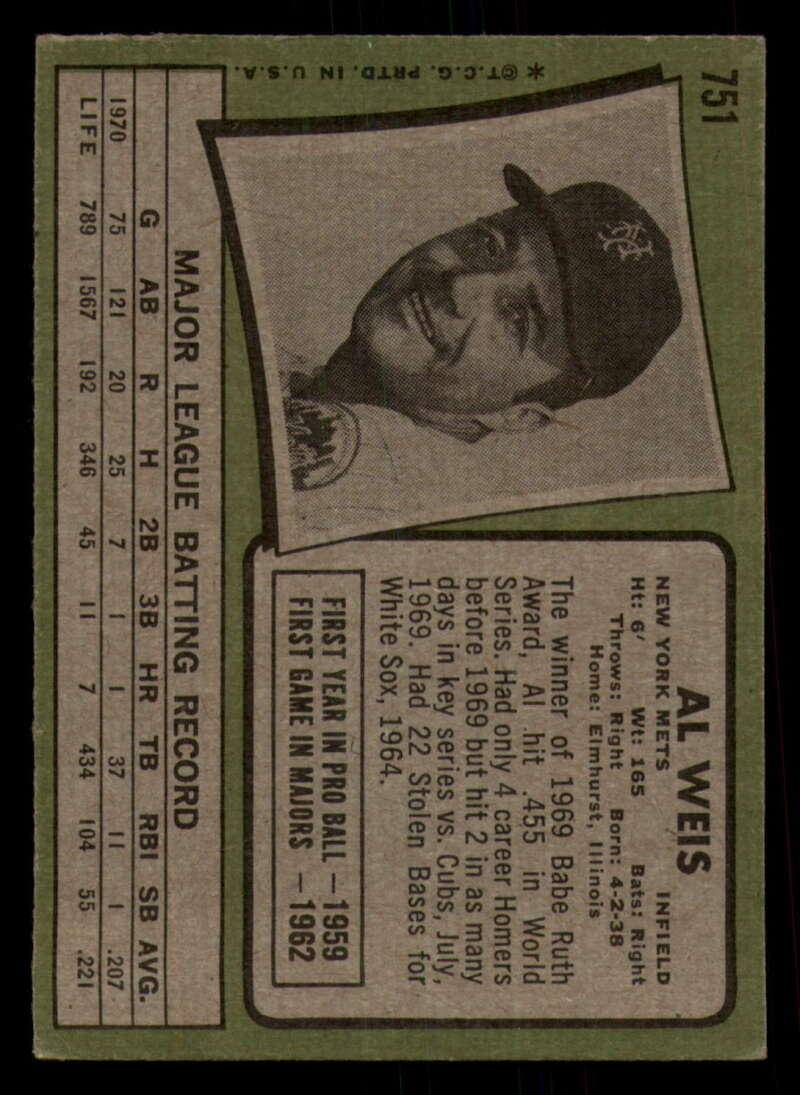 751
* ©T.C.G. PRTD. IN U.S.A.
AL WEIS
NEW YORK METS INFIELD
Ht: 6' Wt: 165 Bats: Right
Throws: Right Born: 4-2-38
Home: Elmhurst, Illinois
The winner of 1969 Babe Ruth
Award, Al hit .455 in World
Series. Had only 4 career Homers
before 1969 but hit 2 in as many
days in key series vs. Cubs, July,
1969. Had 22 Stolen Bases for
White Sox, 1964.
FIRST YEAR IN PRO BALL — 1959
FIRST GAME IN MAJORS — 1962
MAJOR LEAGUE BATTING RECORD
G AB R H 2B 3B HR TB RBI SB AVG.
1970 75 121 20 25 7 1 1 37 11 1 .207
LIFE 789 1567 192 346 45 11 7 434 104 55 .221
NY